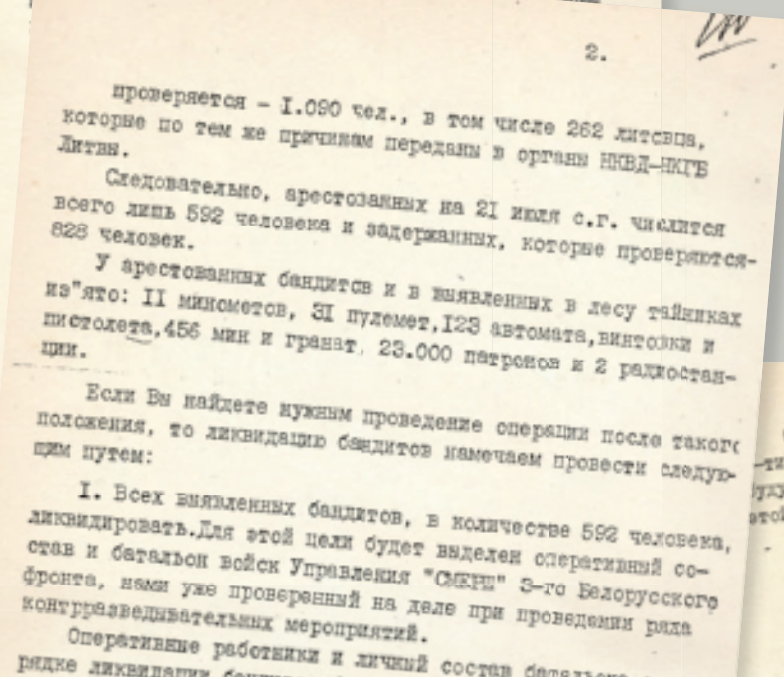 2.
проверяется – I.090 чел., в том числе 262 литовца,
которые по тем же причинам переданы в органы НКВД–НКГБ
Литвы.
Следовательно, арестованных на 2I июля с.г. числится
всего лишь 592 человека и задержанных, которые проверяются–
828 человек.
У арестованных бандитов и в выявленных в лесу тайниках
из"ято: II минометов, 3I пулемет,I23 автомата,винтовки и
пистолета,456 мин и гранат, 23.000 патронов и 2 радиостан–
ции.
Если Вы найдете нужным проведение операции после такого
положения, то ликвидацию бандитов намечаем провести следую–
щим путем:
I. Всех выявленных бандитов, в количестве 592 человека,
ликвидировать.Для этой цели будет выделен оперативный со–
став и батальон войск Управления "СМЕРШ" 3–го Белорусского
фронта, нами уже проверенный на деле при проведении ряда
контрразведывательных мероприятий.
Оперативные работники и личный состав
рядке ликвидации